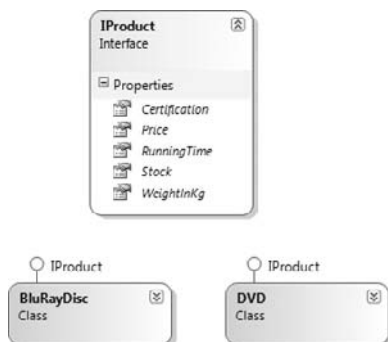 IProduct
Interface
Properties
Certification
Price
RunningTime
Stock
WeightInKg
IProduct
BluRayDisc
Class
IProduct
DVD
Class